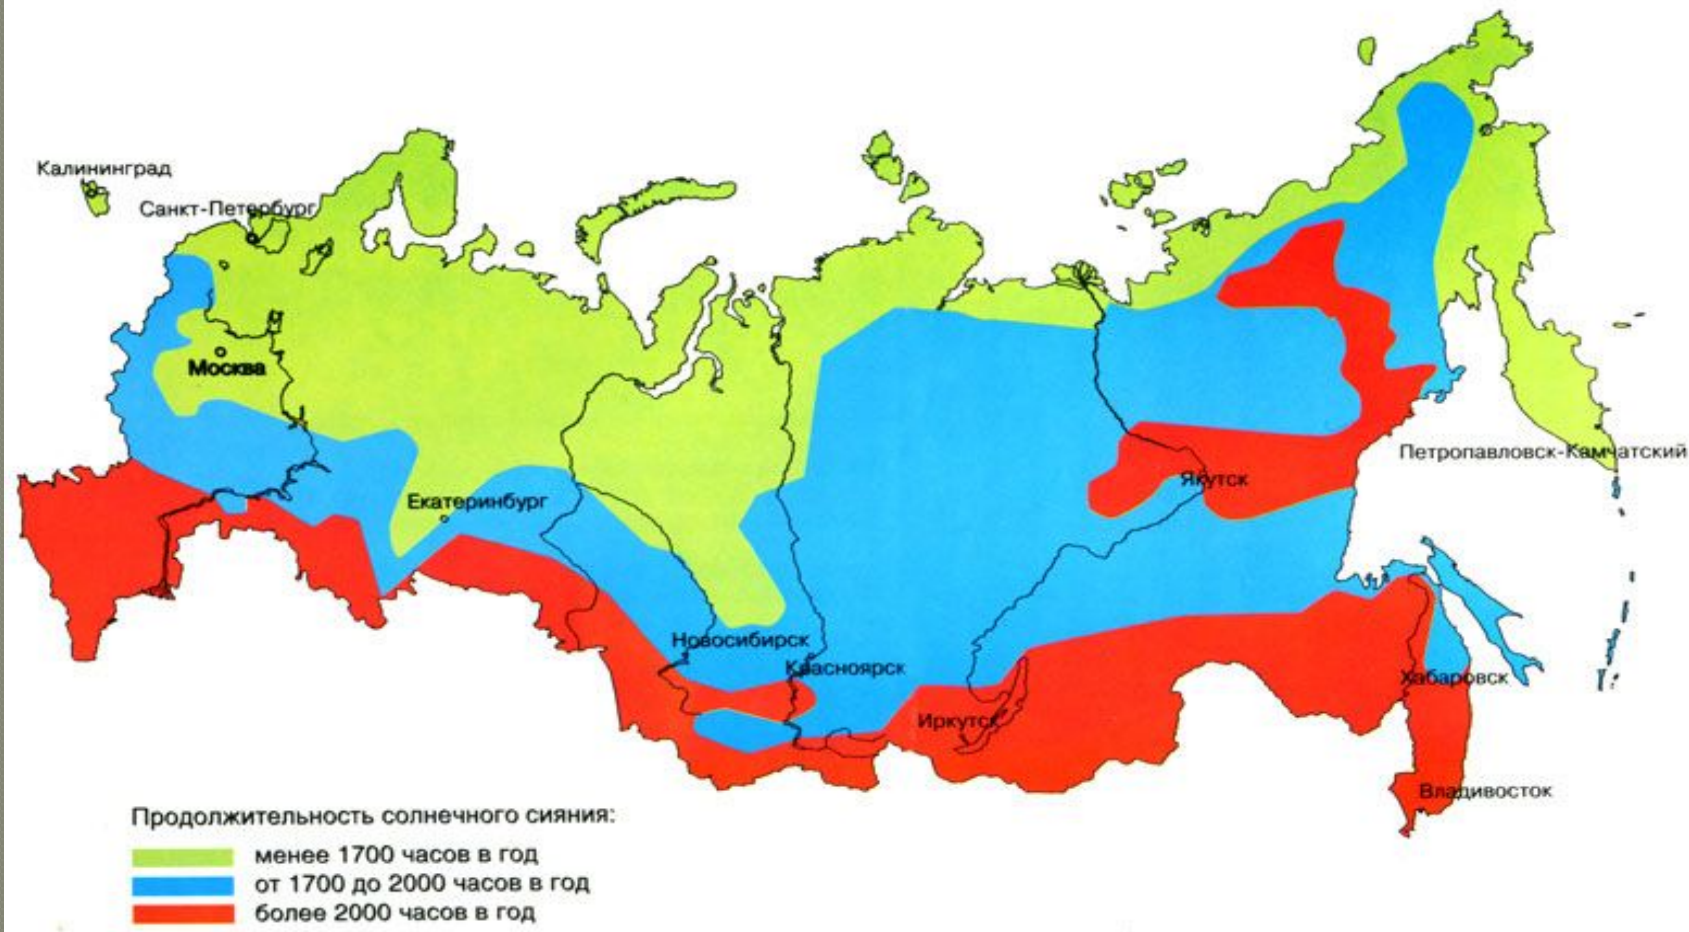 Калининград
Санкт-Петербург
Москва
Екатеринбург
Петропавловск-Камчатский
Якутск
Новосибирск
Красноярск
Хабаровск
Иркутск
Владивосток
Продолжительность солнечного сияния:
менее 1700 часов в год
от 1700 до 2000 часов в год
более 2000 часов в год